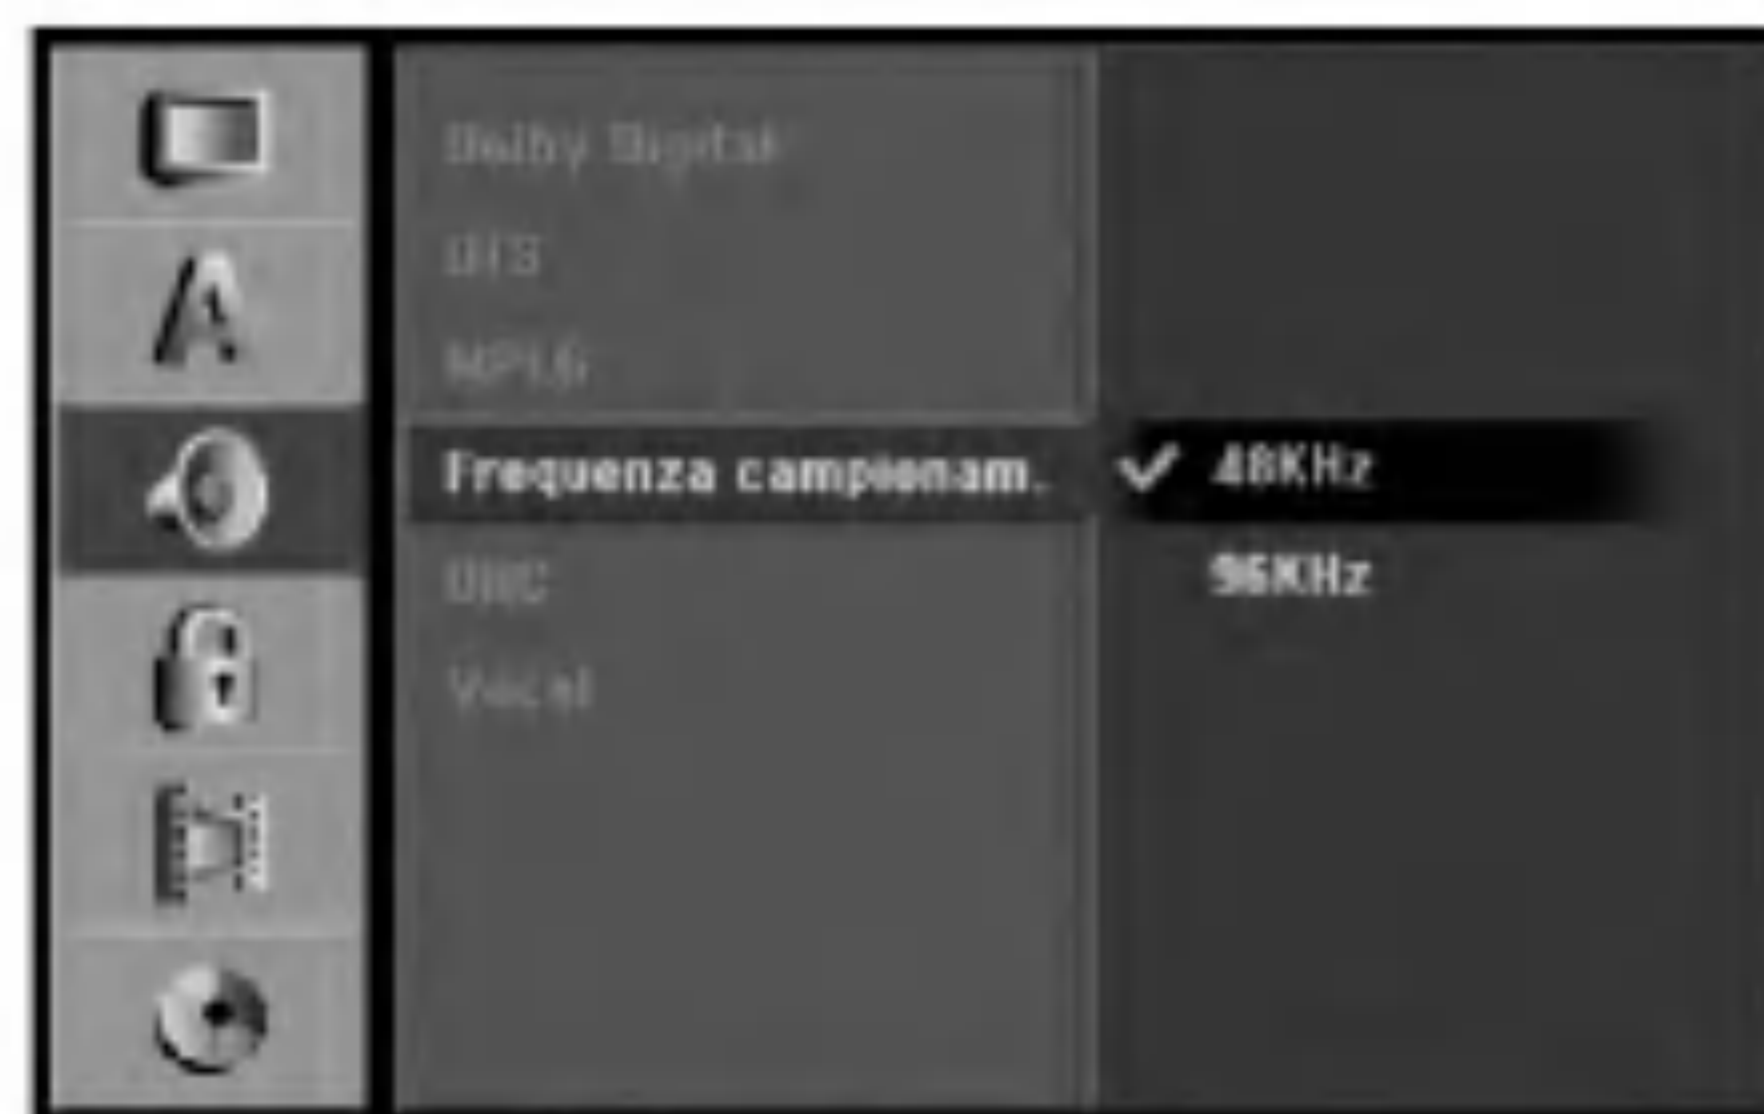 Dolby Digital
DTS
MPEG
Frequenza campionam.
48KHz
96KHz
DRC
Vocal